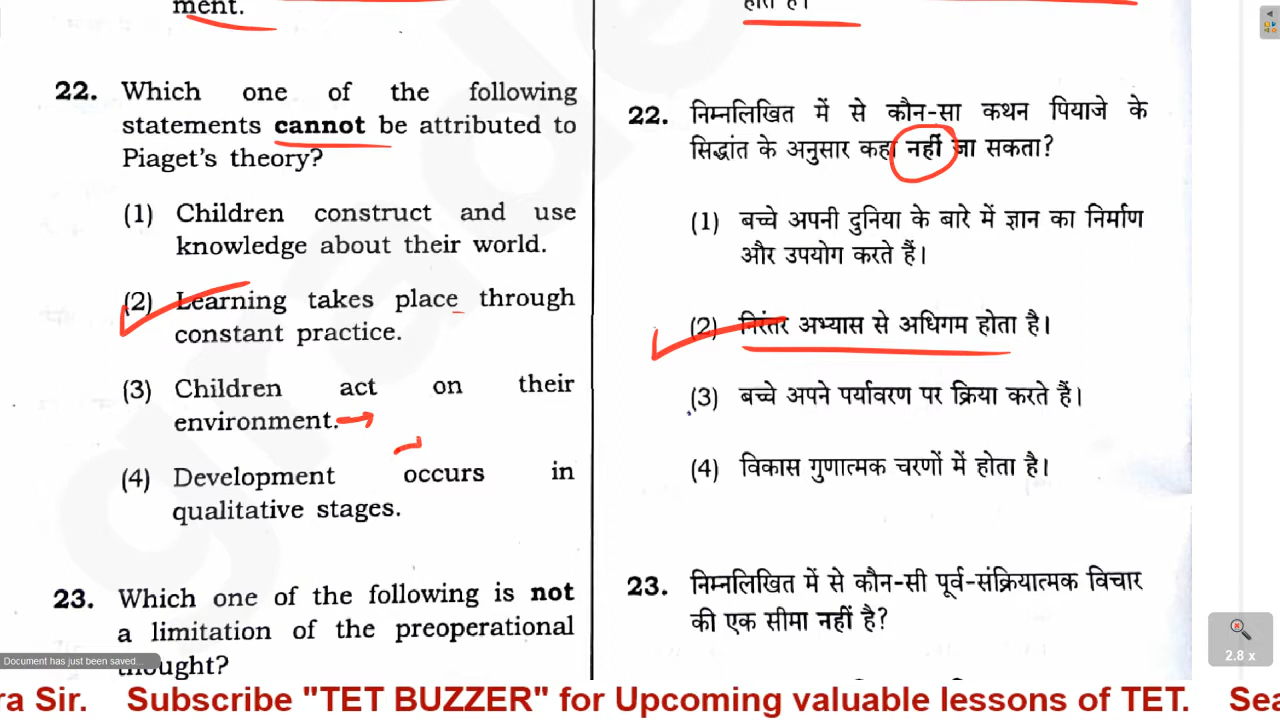 ment.
22. Which one of the following
statements cannot be attributed to
Piaget's theory?
(1) Children construct and use
knowledge about their world.
(2) Learning takes place through
constant practice.
(3) Children act on their
environment.
(4) Development occurs in
qualitative stages.
23. Which one of the following is not
a limitation of the preoperational
thought?
होता है।
22. निम्नलिखित में से कौन-सा कथन पियाजे के
सिद्धांत के अनुसार कहा नहीं जा सकता?
(1) बच्चे अपनी दुनिया के बारे में ज्ञान का निर्माण
और उपयोग करते हैं।
(2) निरंतर अभ्यास से अधिगम होता है।
(3) बच्चे अपने पर्यावरण पर क्रिया करते हैं।
(4) विकास गुणात्मक चरणों में होता है।
23. निम्नलिखित में से कौन-सी पूर्व-संक्रियात्मक विचार
की एक सीमा नहीं है?
2.8 x
Document has just been saved...
ra Sir. Subscribe "TET BUZZER" for Upcoming valuable lessons of TET. Sea